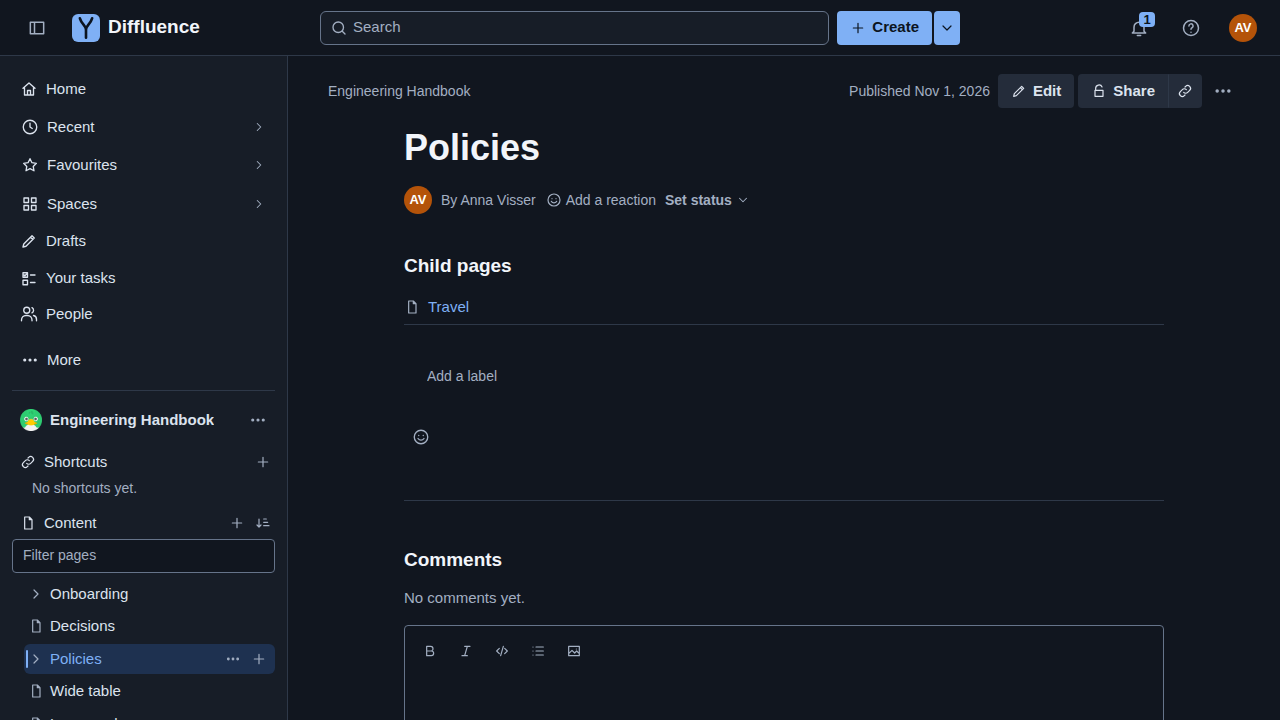 Diffluence
Search
Create
1
AV
Home
Recent
Favourites
Spaces
Drafts
Your tasks
People
More
Engineering Handbook
Shortcuts
No shortcuts yet.
Content
Filter pages
Onboarding
Decisions
Policies
Wide table
Engineering Handbook
Published Nov 1, 2026
Edit
Share
Policies
AV
By Anna Visser
Add a reaction
Set status
Child pages
Travel
Add a label
Comments
No comments yet.